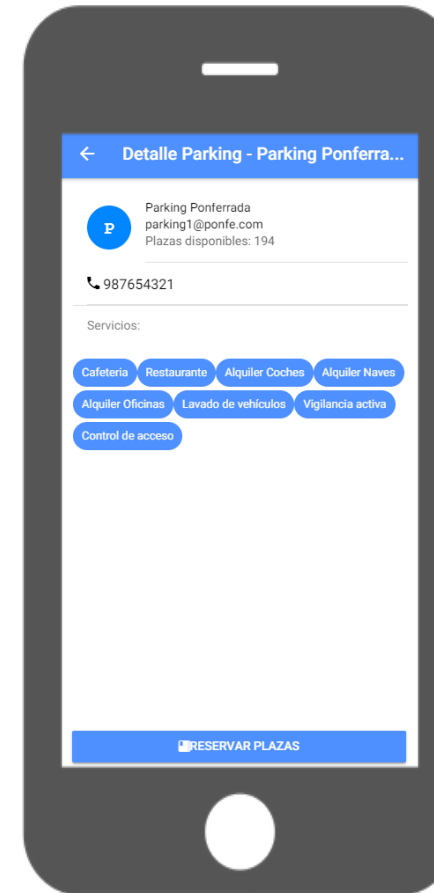 Detalle Parking - Parking Ponferra...
P
Parking Ponferrada
parking1@ponfe.com
Plazas disponibles: 194
987654321
Servicios:
Cafeteria Restaurante Alquiler Coches Alquiler Naves
Alquiler Oficinas Lavado de vehículos Vigilancia activa
Control de acceso
RESERVAR PLAZAS